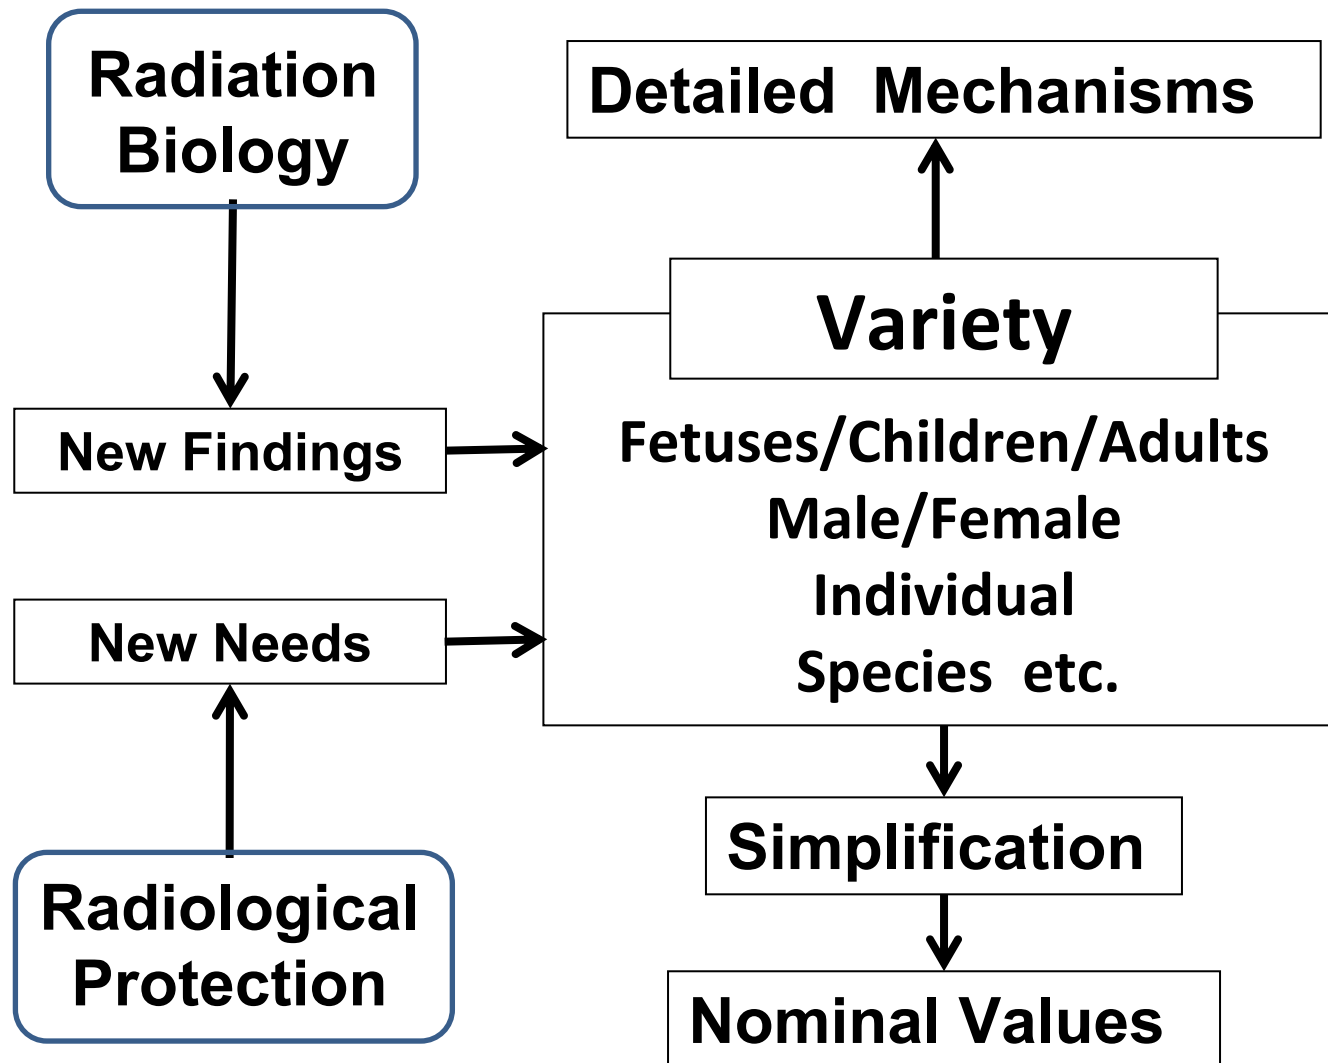 Radiation
Biology
Detailed Mechanisms
Variety
New Findings
Fetuses/Children/Adults
Male/Female
Individual
Species etc.
New Needs
Simplification
Radiological
Protection
Nominal Values